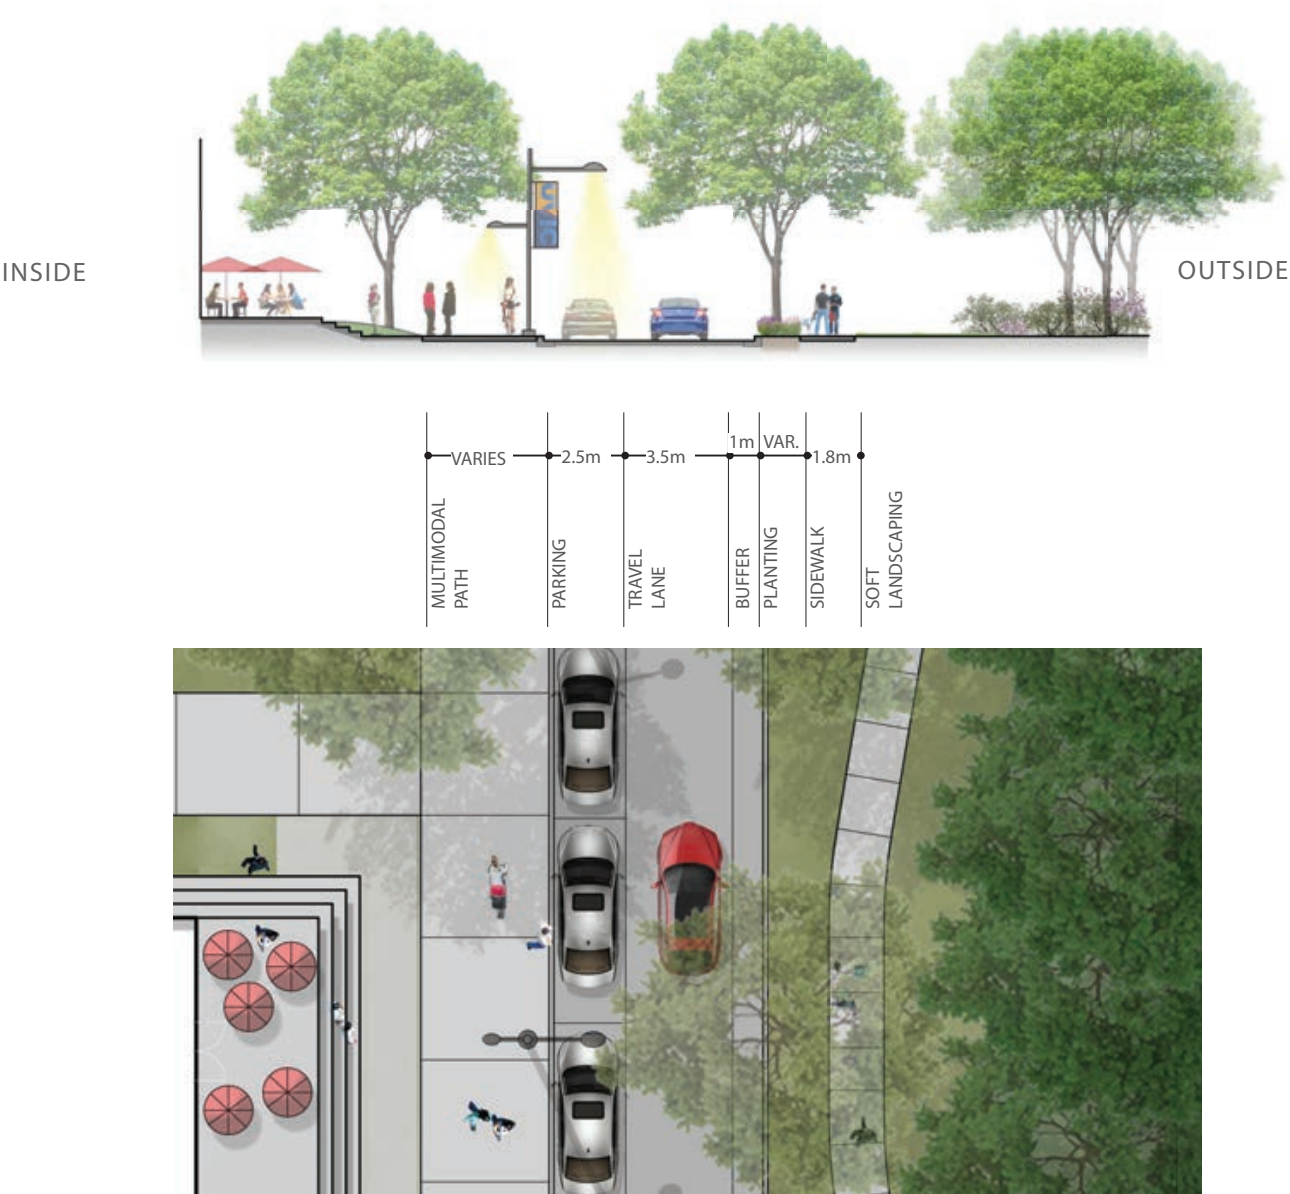 UVIC
INSIDE
OUTSIDE
VARIES
2.5m
3.5m
1m
VAR.
1.8m
MULTIMODAL
PATH
PARKING
TRAVEL
LANE
BUFFER
PLANTING
SIDEWALK
SOFT
LANDSCAPING